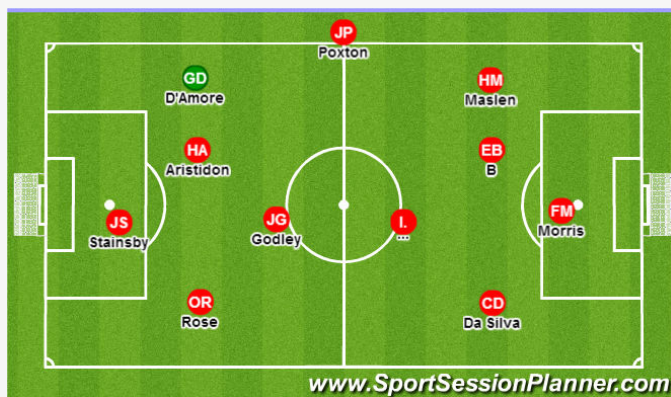 JP
Poxton
GD
D'Amore
HM
Maslen
HA
Aristidon
EB
B
JS
Stainsby
JG
Godley
I.
...
FM
Morris
OR
Rose
CD
Da Silva
www.SportSessionPlanner.com